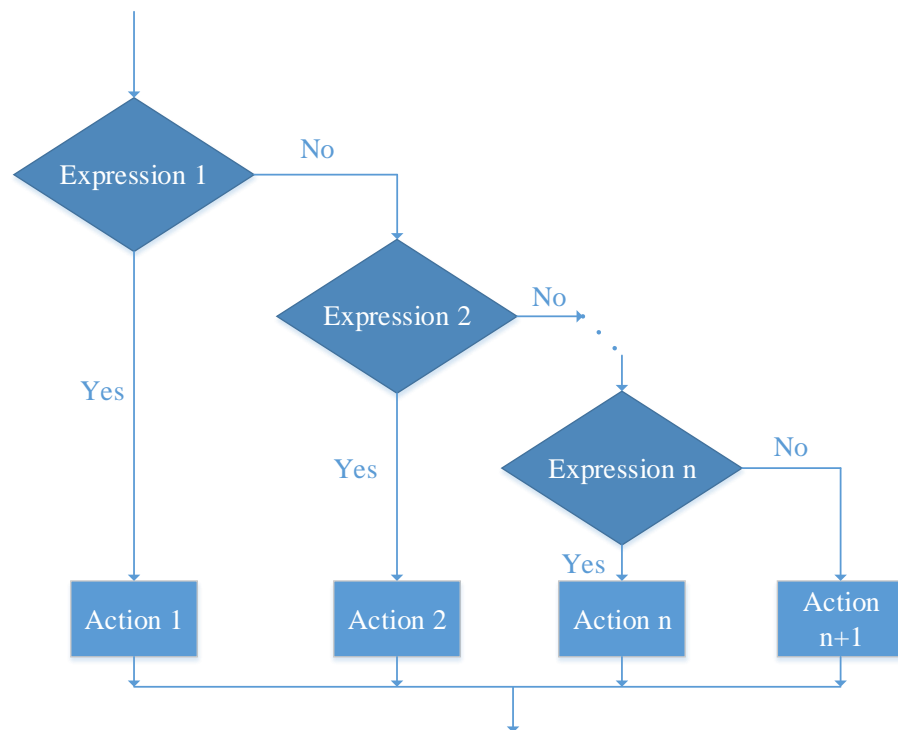 No
Expression 1
No
Expression 2
Yes
No
Yes
Expression n
Yes
Action 1
Action 2
Action n
Action
n+1